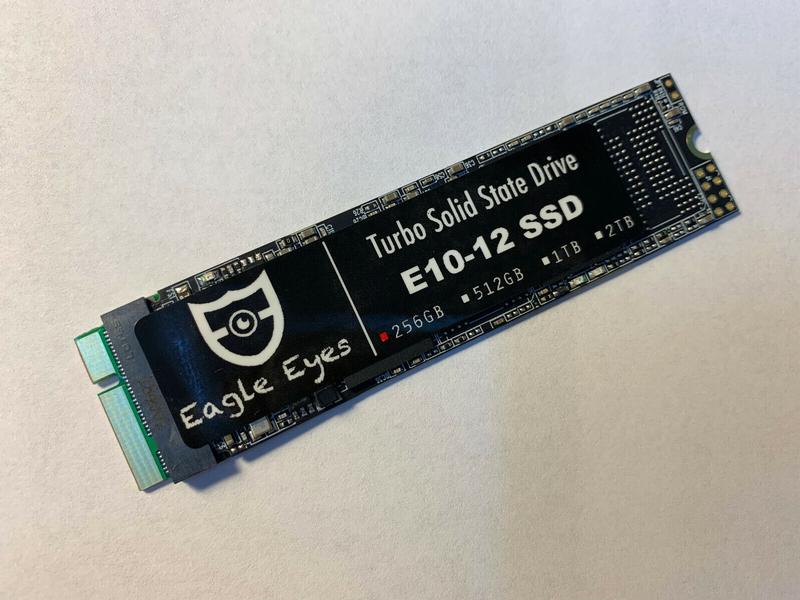 Turbo Solid State Drive
E10-12 SSD
256GB 512GB 1TB 2TB
Eagle Eyes